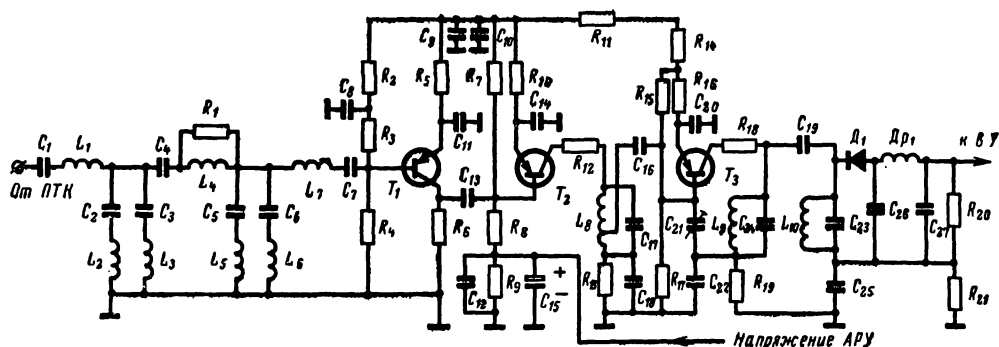 C9
C10
R11
R14
C8
R2
R5
R7
R10
R15
R16
R1
R3
C11
C14
C20
R18
C19
Д1
Др1
к ВУ
C1
L1
C4
L4
L7
C7
T1
C13
T2
R12
C16
T3
От ПТК
C2
C3
C5
C6
R4
R6
R8
L8
C17
C21
L9
C24
L10
C23
C26
C27
R20
L2
L3
L5
L6
C12
R9
C15
+
−
R13
C18
R17
C22
R19
C25
R21
Напряжение АРУ